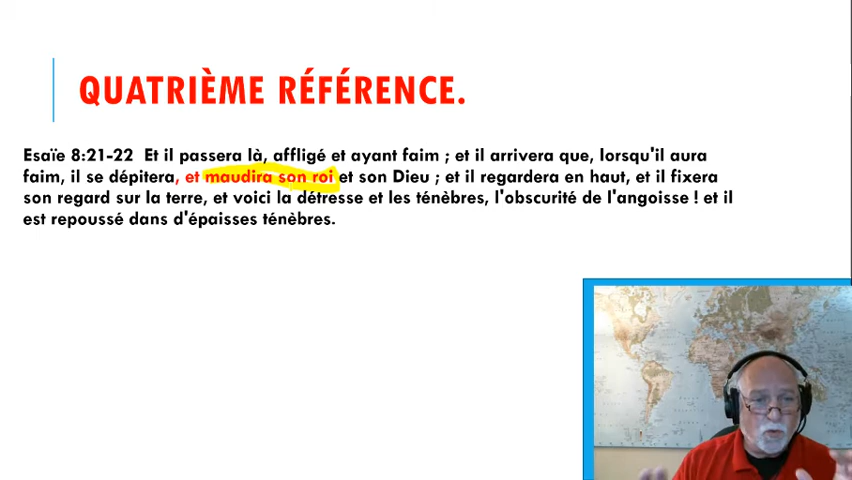 QUATRIÈME RÉFÉRENCE.
Esaïe 8:21-22 Et il passera là, affligé et ayant faim ; et il arrivera que, lorsqu'il aura
faim, il se dépitera, et maudira son roi et son Dieu ; et il regardera en haut, et il fixera
son regard sur la terre, et voici la détresse et les ténèbres, l'obscurité de l'angoisse ! et il
est repoussé dans d'épaisses ténèbres.